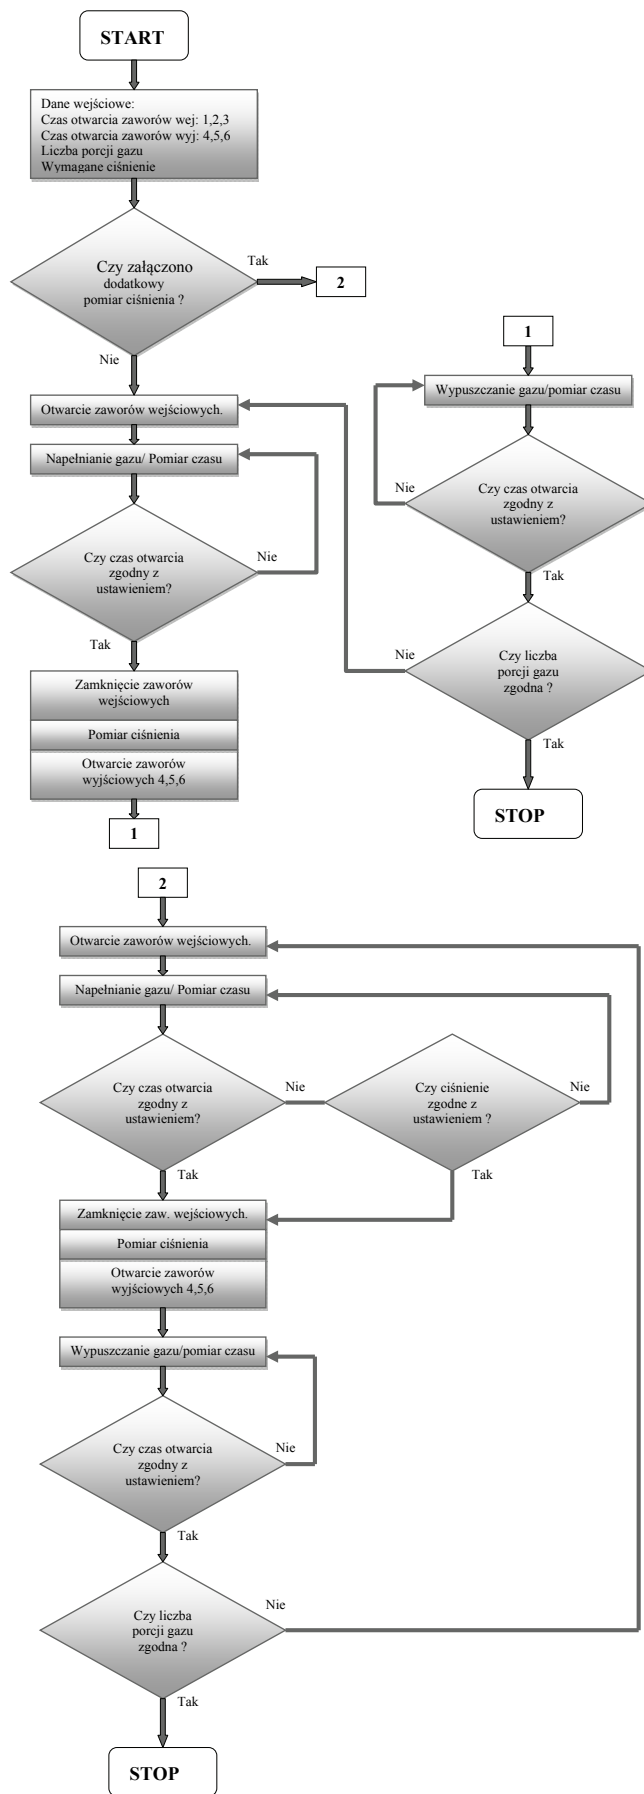 START
Dane wejściowe:
Czas otwarcia zaworów wej: 1,2,3
Czas otwarcia zaworów wyj: 4,5,6
Liczba porcji gazu
Wymagane ciśnienie
Czy załączono
dodatkowy
pomiar ciśnienia ?
Tak
2
Nie
Otwarcie zaworów wejściowych.
Napełnianie gazu/ Pomiar czasu
Czy czas otwarcia
zgodny z
ustawieniem?
Nie
Tak
Zamknięcie zaworów
wejściowych
Pomiar ciśnienia
Otwarcie zaworów
wyjściowych 4,5,6
1
1
Wypuszczanie gazu/pomiar czasu
Czy czas otwarcia
zgodny z
ustawieniem?
Nie
Tak
Czy liczba
porcji gazu
zgodna ?
Nie
Tak
STOP
2
Otwarcie zaworów wejściowych.
Napełnianie gazu/ Pomiar czasu
Czy czas otwarcia
zgodny z
ustawieniem?
Nie
Czy ciśnienie
zgodne z
ustawieniem ?
Nie
Tak
Tak
Zamknięcie zaw. wejściowych.
Pomiar ciśnienia
Otwarcie zaworów
wyjściowych 4,5,6
Wypuszczanie gazu/pomiar czasu
Czy czas otwarcia
zgodny z
ustawieniem?
Nie
Tak
Czy liczba
porcji gazu
zgodna ?
Nie
Tak
STOP